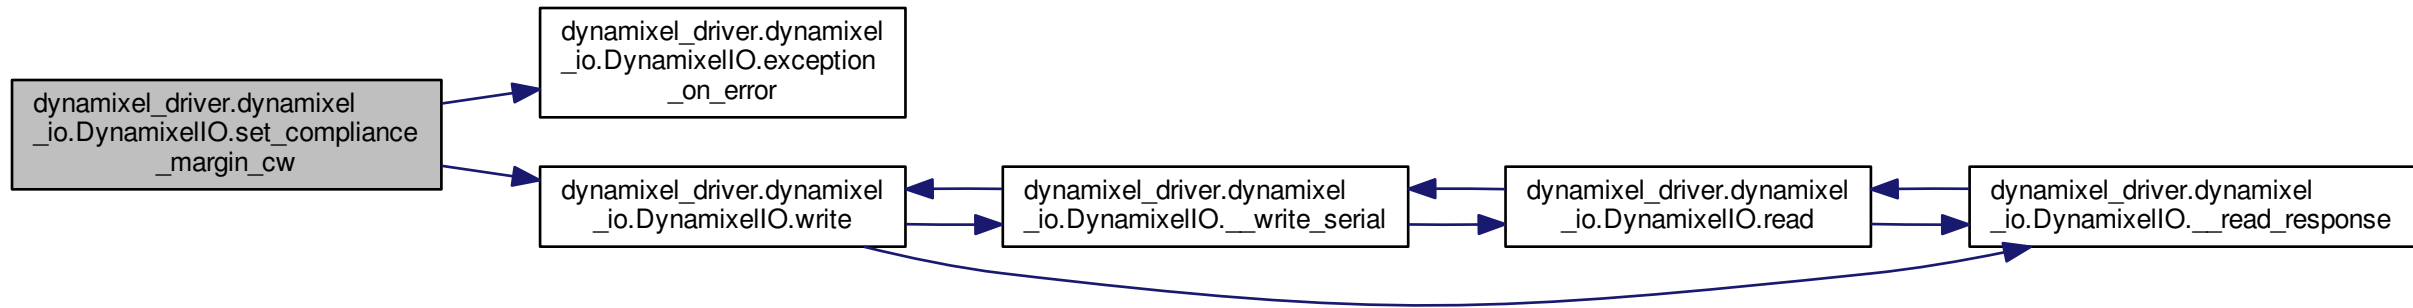 dynamixel_driver.dynamixel
_io.DynamixelIO.set_compliance
_margin_cw
dynamixel_driver.dynamixel
_io.DynamixelIO.exception
_on_error
dynamixel_driver.dynamixel
_io.DynamixelIO.write
dynamixel_driver.dynamixel
_io.DynamixelIO.__write_serial
dynamixel_driver.dynamixel
_io.DynamixelIO.read
dynamixel_driver.dynamixel
_io.DynamixelIO.__read_response